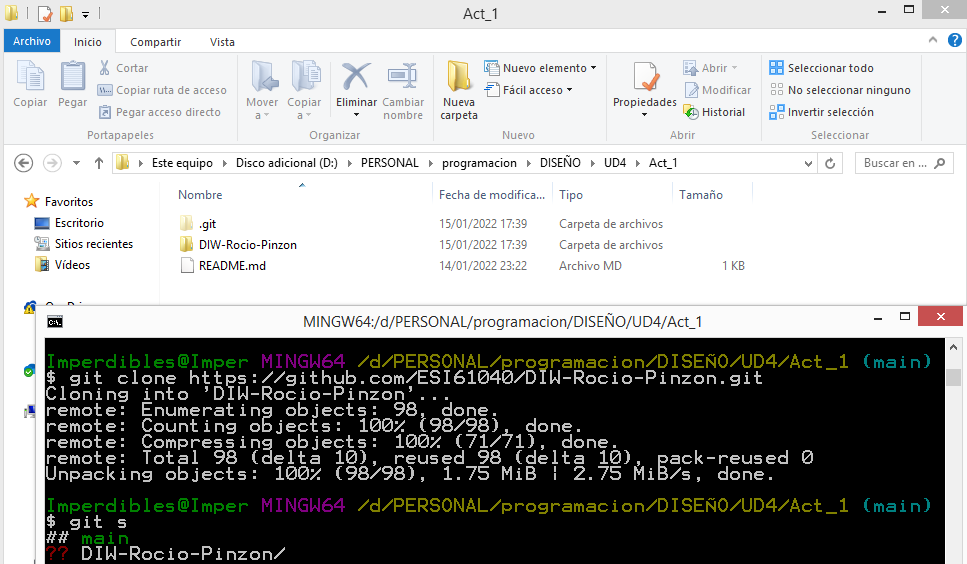 Act_1
Archivo Inicio Compartir Vista
Copiar
Pegar
Cortar
Copiar ruta de acceso
Pegar acceso directo
Portapapeles
Mover a
Copiar a
Eliminar
Cambiar nombre
Organizar
Nueva carpeta
Nuevo elemento
Fácil acceso
Nuevo
Propiedades
Abrir
Modificar
Historial
Abrir
Seleccionar todo
No seleccionar ninguno
Invertir selección
Seleccionar
Este equipo Disco adicional (D:) PERSONAL programacion DISEÑO UD4 Act_1
Buscar en ...
Favoritos
Escritorio
Sitios recientes
Vídeos
Nombre Fecha de modifica... Tipo Tamaño
.git 15/01/2022 17:39 Carpeta de archivos
DIW-Rocio-Pinzon 15/01/2022 17:39 Carpeta de archivos
README.md 14/01/2022 23:22 Archivo MD 1 KB
MINGW64:/d/PERSONAL/programacion/DISEÑO/UD4/Act_1
Imperdibles@Imper MINGW64 /d/PERSONAL/programacion/DISEÑO/UD4/Act_1 (main)
$ git clone https://github.com/ESI61040/DIW-Rocio-Pinzon.git
Cloning into 'DIW-Rocio-Pinzon'...
remote: Enumerating objects: 98, done.
remote: Counting objects: 100% (98/98), done.
remote: Compressing objects: 100% (71/71), done.
remote: Total 98 (delta 10), reused 98 (delta 10), pack-reused 0
Unpacking objects: 100% (98/98), 1.75 MiB | 2.75 MiB/s, done.
Imperdibles@Imper MINGW64 /d/PERSONAL/programacion/DISEÑO/UD4/Act_1 (main)
$ git s
## main
?? DIW-Rocio-Pinzon/